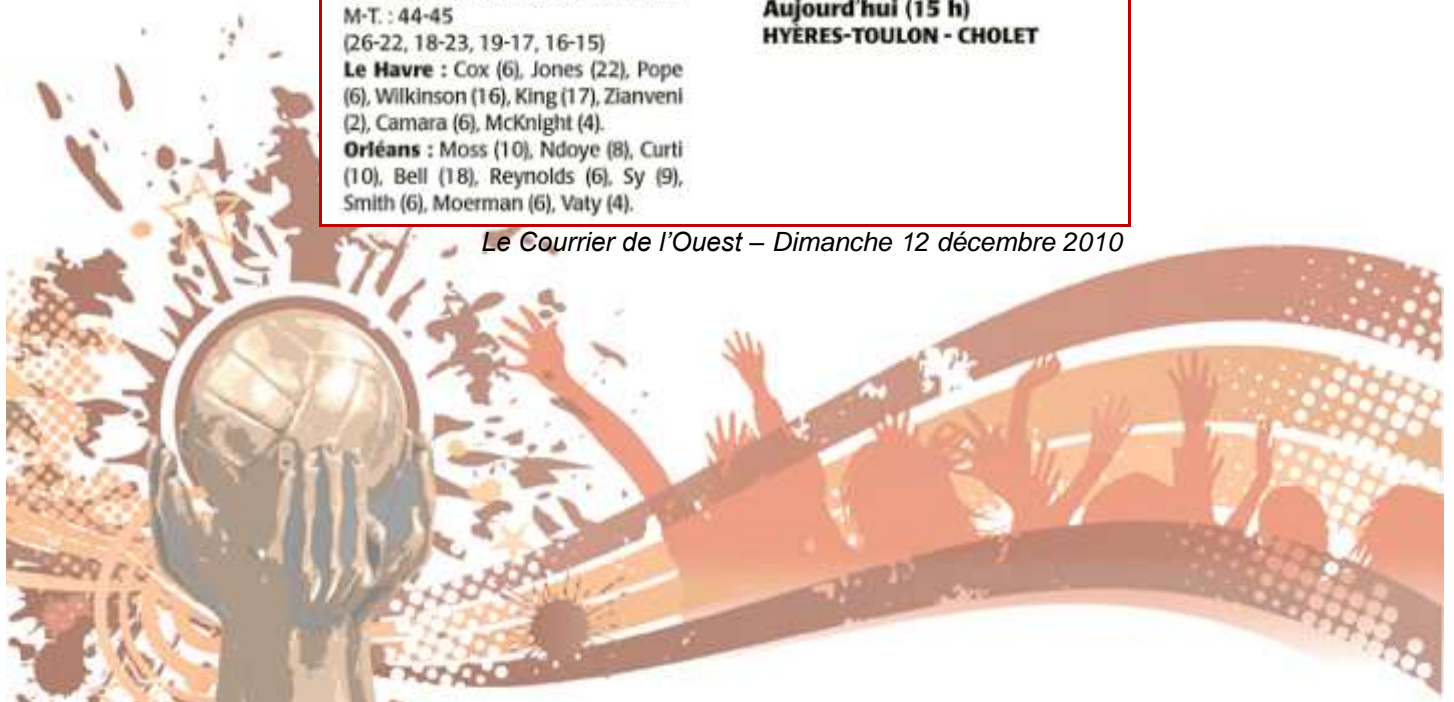 M-T. : 44-45
(26-22, 18-23, 19-17, 16-15)
Le Havre : Cox (6), Jones (22), Pope
(6), Wilkinson (16), King (17), Zianveni
(2), Camara (6), McKnight (4).
Orléans : Moss (10), Ndoye (8), Curti
(10), Bell (18), Reynolds (6), Sy (9),
Smith (6), Moerman (6), Vaty (4).
Aujourd'hui (15 h)
HYÈRES-TOULON - CHOLET
Le Courrier de l'Ouest – Dimanche 12 décembre 2010